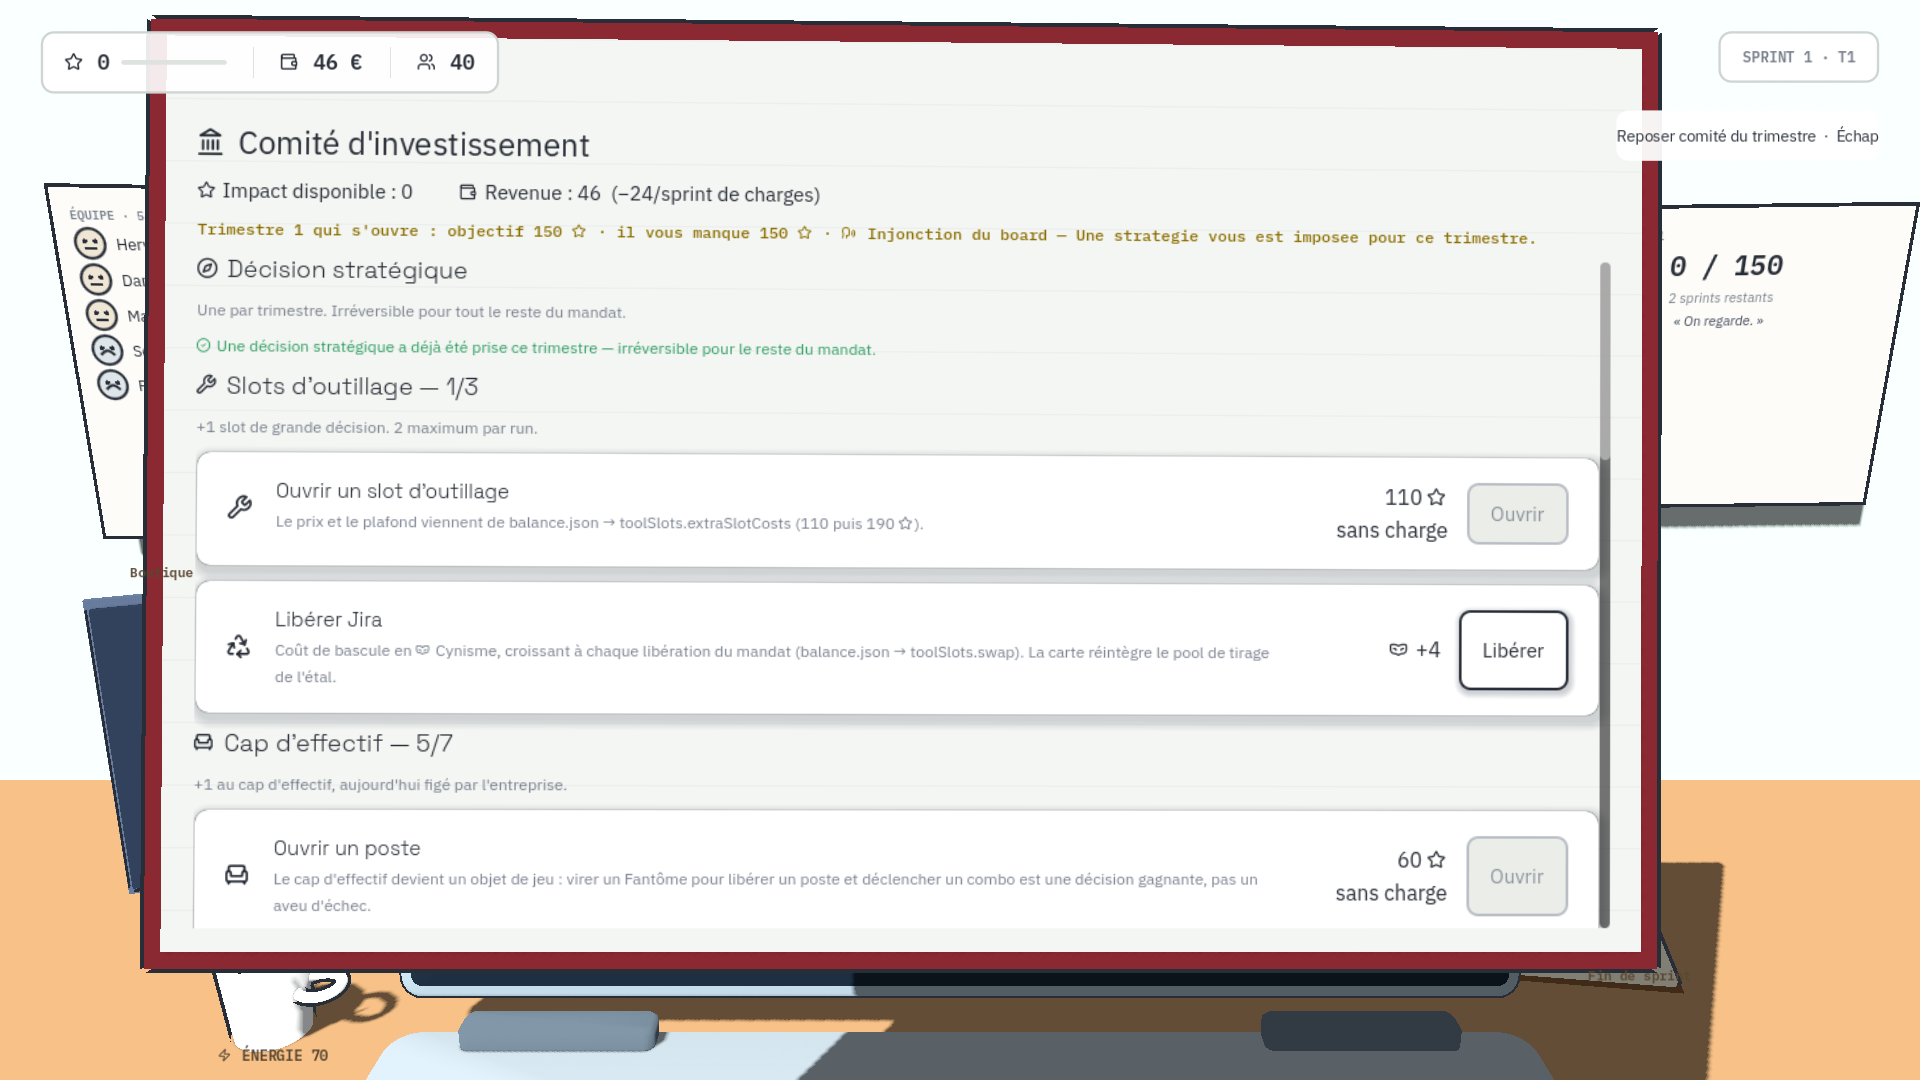 0
46 €
40
SPRINT 1 · T1
Reposer comité du trimestre · Échap
Comité d'investissement
Impact disponible : 0
Revenue : 46 (−24/sprint de charges)
Trimestre 1 qui s'ouvre : objectif 150 · il vous manque 150 · Injonction du board — Une strategie vous est imposee pour ce trimestre.
Décision stratégique
Une par trimestre. Irréversible pour tout le reste du mandat.
Une décision stratégique a déjà été prise ce trimestre — irréversible pour le reste du mandat.
Slots d'outillage — 1/3
+1 slot de grande décision. 2 maximum par run.
Ouvrir un slot d'outillage
Le prix et le plafond viennent de balance.json → toolSlots.extraSlotCosts (110 puis 190 ).
110
sans charge
Ouvrir
Libérer Jira
Coût de bascule en Cynisme, croissant à chaque libération du mandat (balance.json → toolSlots.swap). La carte réintègre le pool de tirage
de l'étal.
+4
Libérer
Cap d'effectif — 5/7
+1 au cap d'effectif, aujourd'hui figé par l'entreprise.
Ouvrir un poste
Le cap d'effectif devient un objet de jeu : virer un Fantôme pour libérer un poste et déclencher un combo est une décision gagnante, pas un
aveu d'échec.
60
sans charge
Ouvrir
ÉQUIPE · 5
0 / 150
2 sprints restants
« On regarde. »
Fin de sprint
ÉNERGIE 70